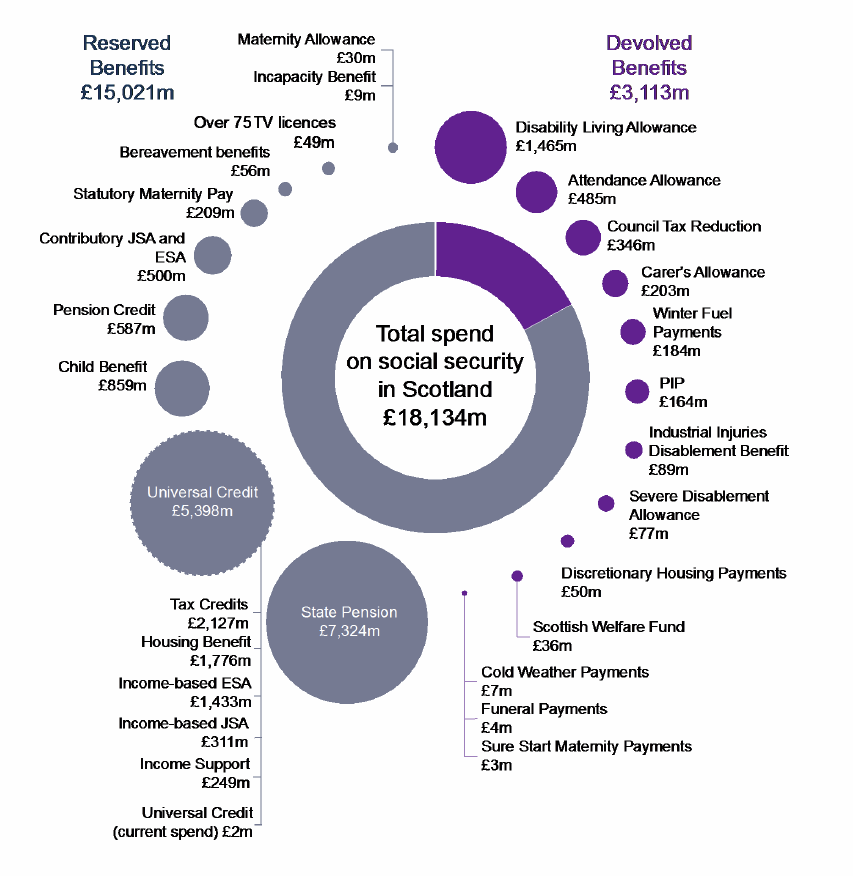 Reserved
Benefits
£15,021m
Maternity Allowance
£30m
Incapacity Benefit
£9m
Over 75 TV licences
£49m
Bereavement benefits
£56m
Statutory Maternity Pay
£209m
Contributory JSA and
ESA
£500m
Pension Credit
£587m
Child Benefit
£859m
Universal Credit
£5,398m
State Pension
£7,324m
Tax Credits
£2,127m
Housing Benefit
£1,776m
Income-based ESA
£1,433m
Income-based JSA
£311m
Income Support
£249m
Universal Credit
(current spend) £2m
Total spend
on social security
in Scotland
£18,134m
Devolved
Benefits
£3,113m
Disability Living Allowance
£1,465m
Attendance Allowance
£485m
Council Tax Reduction
£346m
Carer's Allowance
£203m
Winter Fuel
Payments
£184m
PIP
£164m
Industrial Injuries
Disablement Benefit
£89m
Severe Disablement
Allowance
£77m
Discretionary Housing Payments
£50m
Scottish Welfare Fund
£36m
Cold Weather Payments
£7m
Funeral Payments
£4m
Sure Start Maternity Payments
£3m